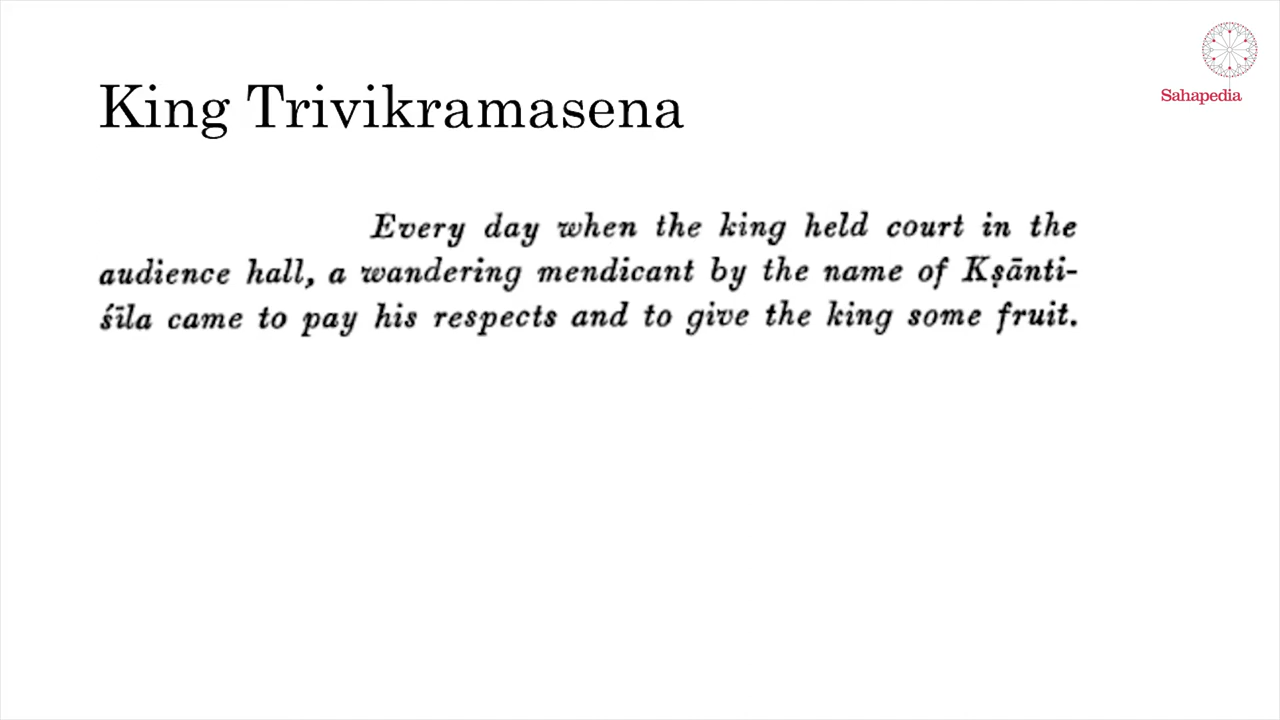 Sahapedia
King Trivikramasena
Every day when the king held court in the
audience hall, a wandering mendicant by the name of Kṣānti-
śīla came to pay his respects and to give the king some fruit.